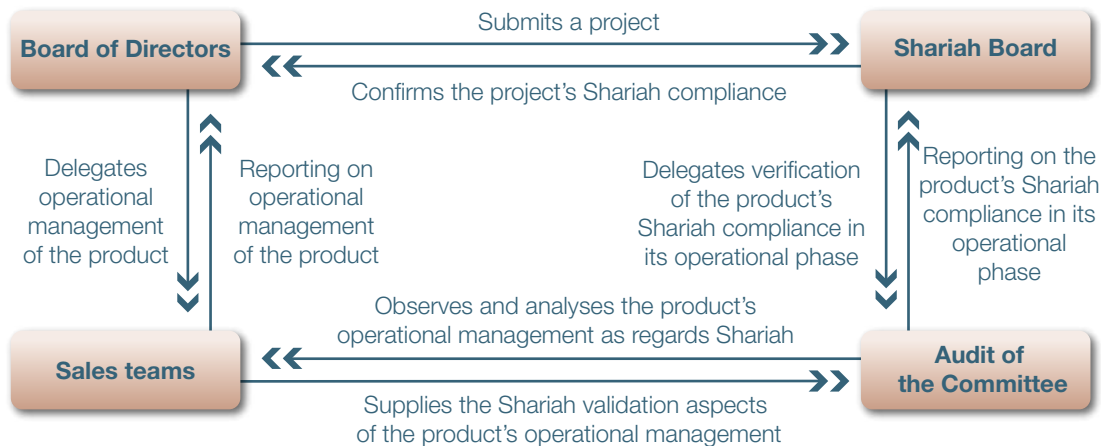 Submits a project
Board of Directors
Shariah Board
Confirms the project's Shariah compliance
Delegates
operational
management
of the product
Reporting on
operational
management
of the product
Delegates verification
of the product's
Shariah compliance in
its operational phase
Reporting on the
product's Shariah
compliance in its
operational
phase
Observes and analyses the product's
operational management as regards Shariah
Sales teams
Audit of
the Committee
Supplies the Shariah validation aspects
of the product's operational management